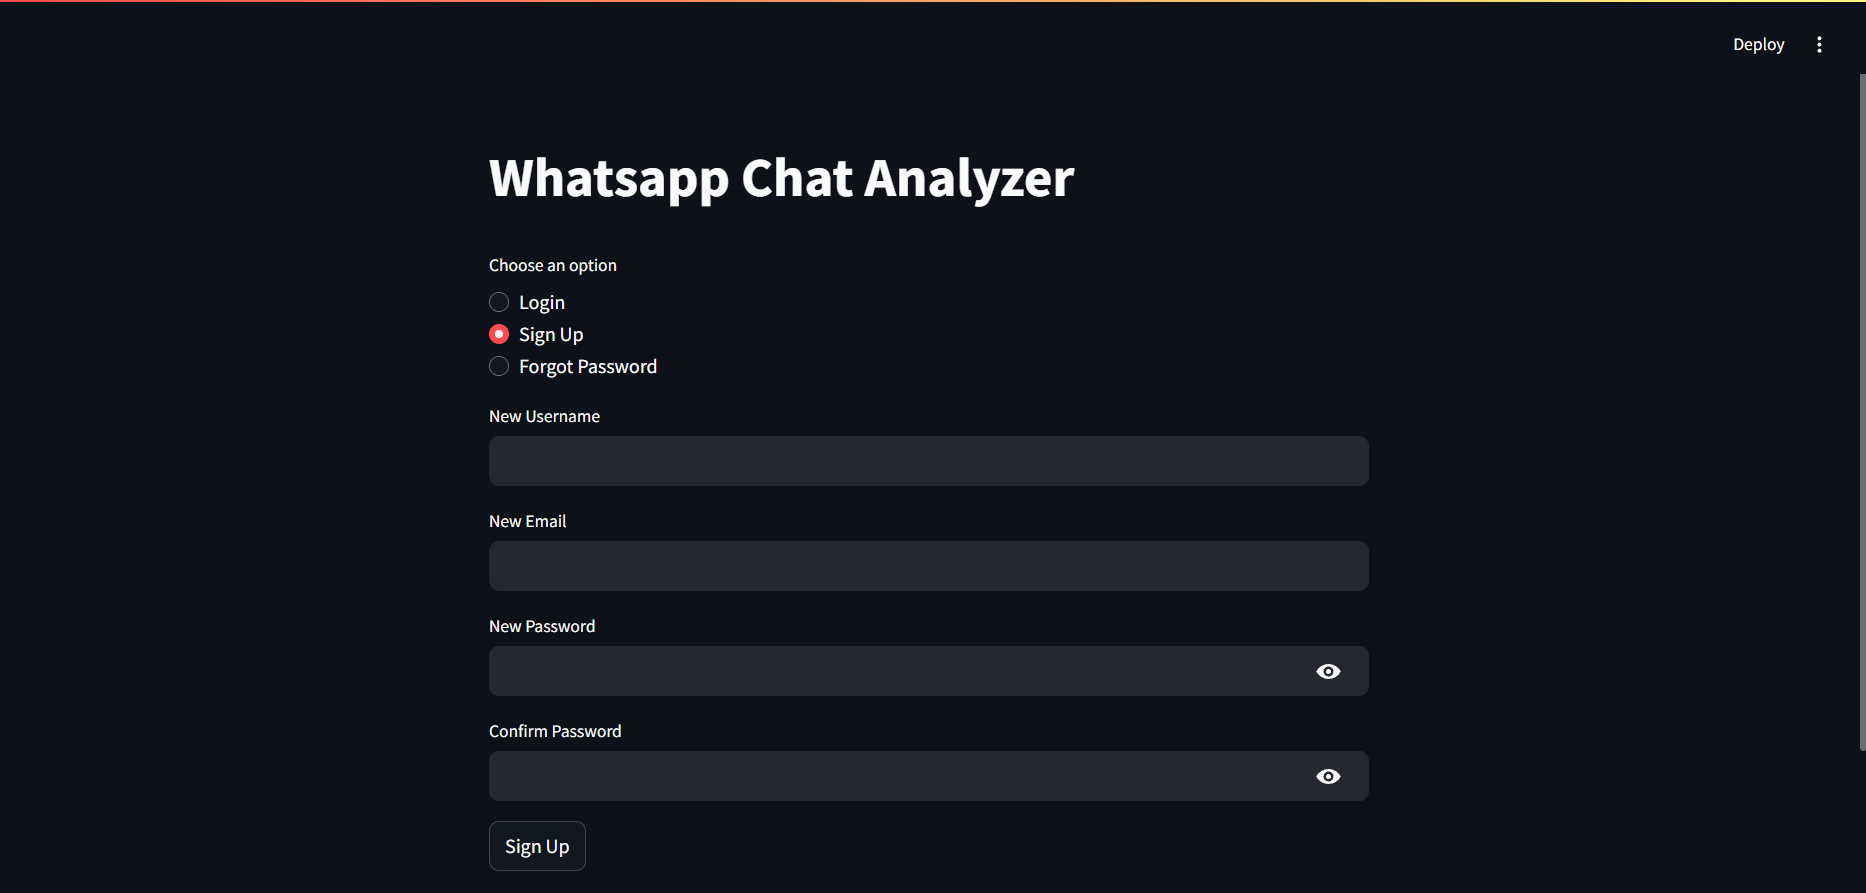 Deploy
Whatsapp Chat Analyzer
Choose an option
Login
Sign Up
Forgot Password
New Username
New Email
New Password
Confirm Password
Sign Up